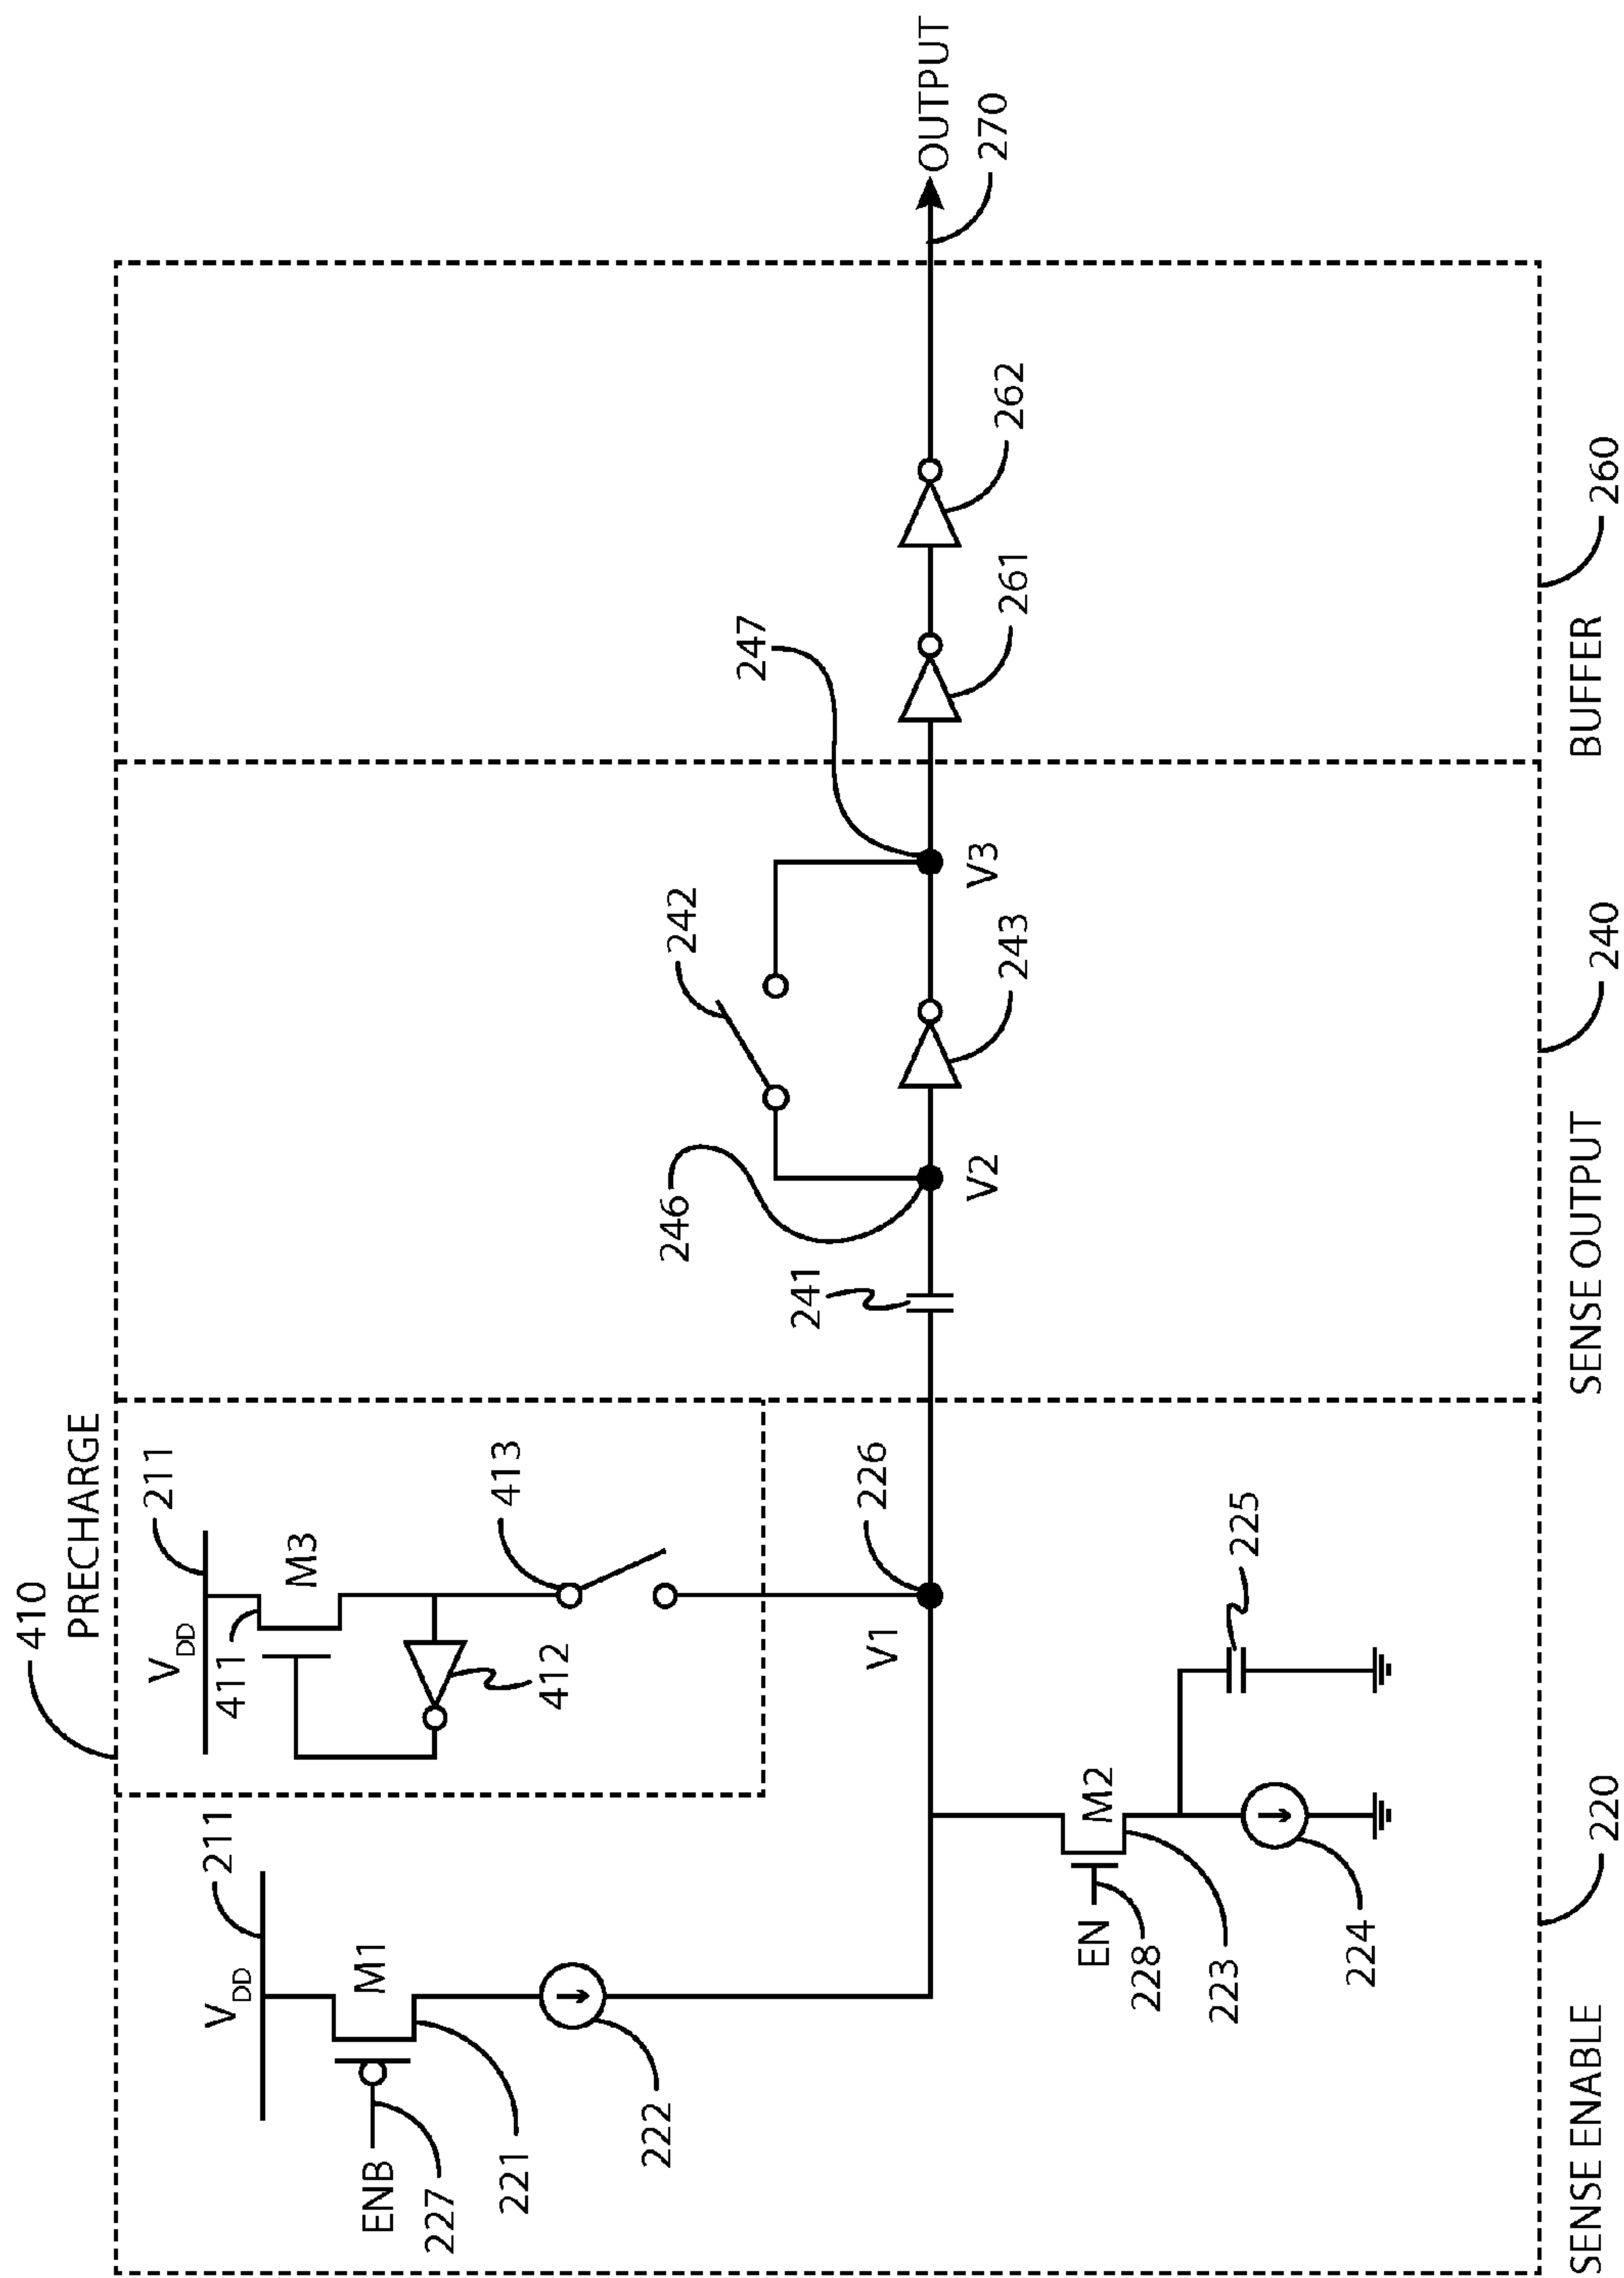 410
PRECHARGE
V_DD
211
411
M3
412
413
V_DD
211
M1
ENB
227
221
222
V1
226
EN
228
M2
223
224
225
241
246
V2
242
243
247
V3
261
262
OUTPUT
270
SENSE ENABLE
220
SENSE OUTPUT
240
BUFFER
260